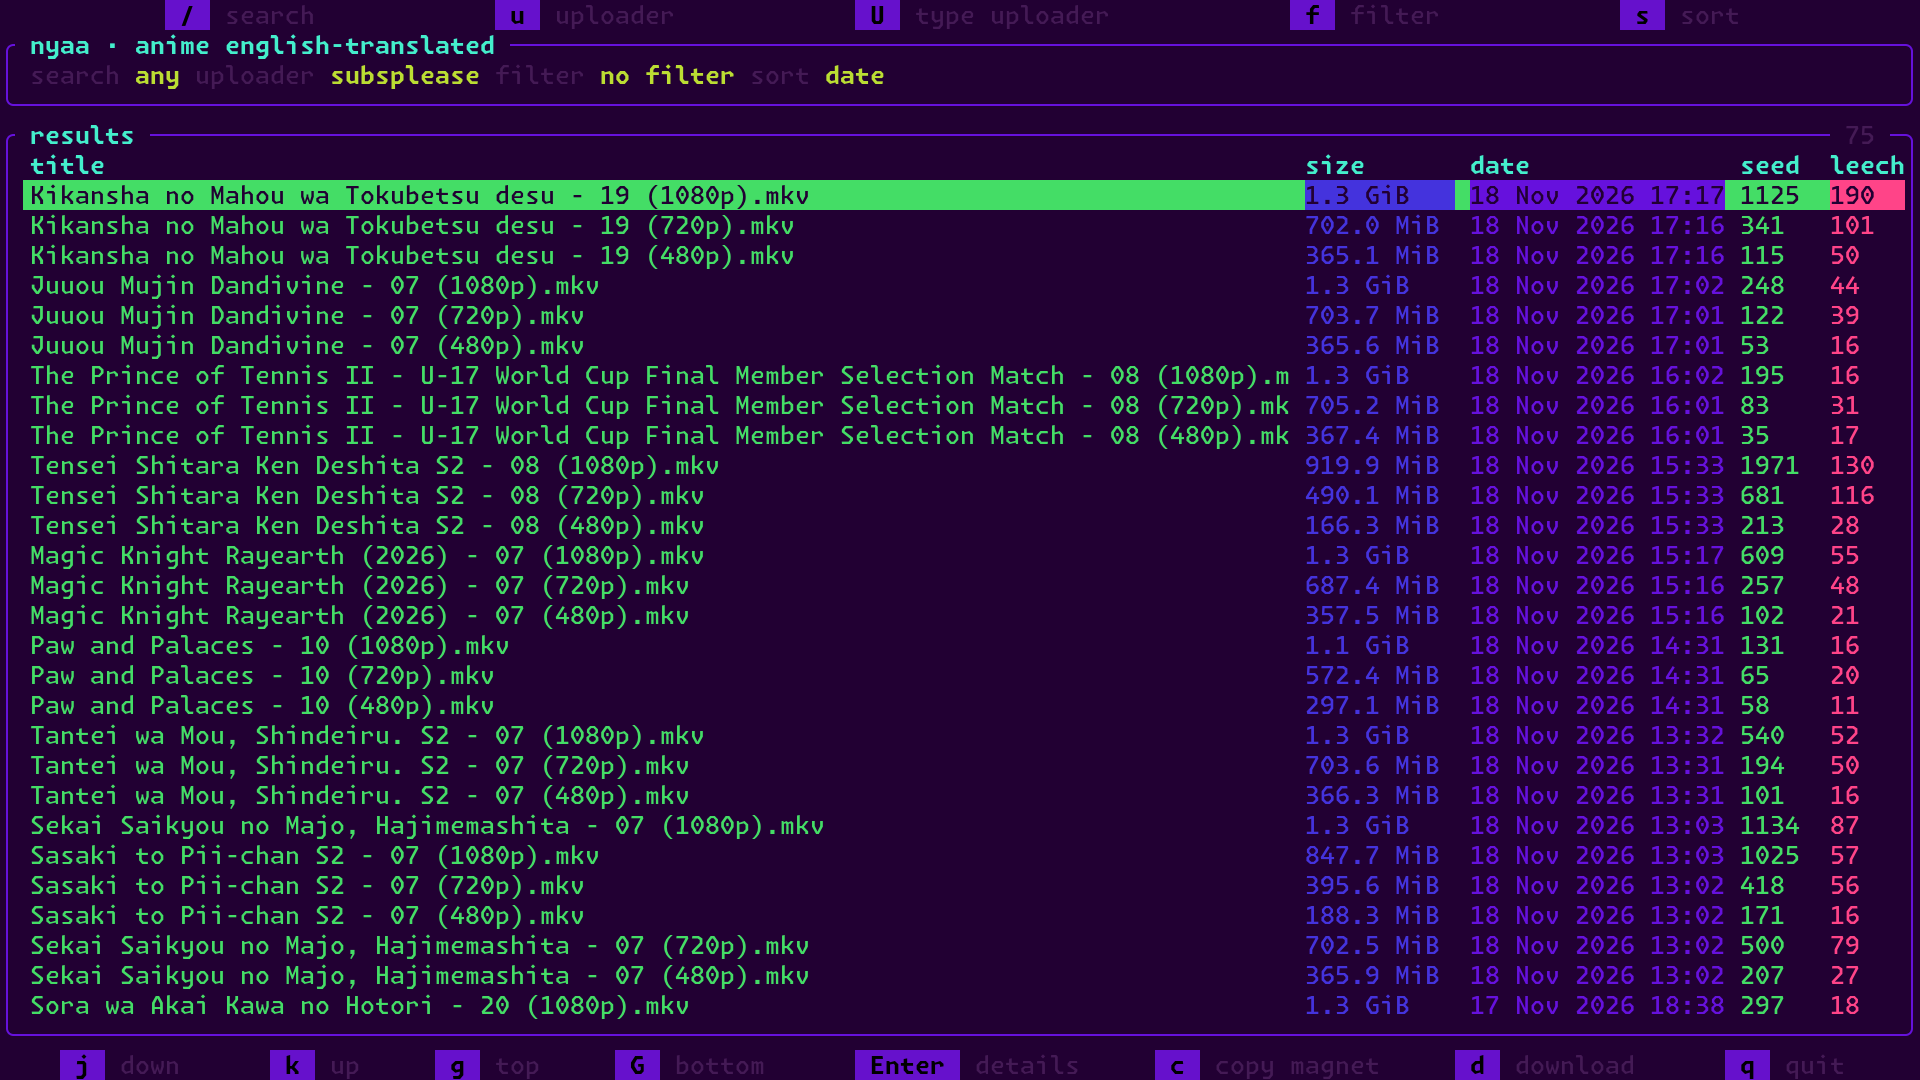 / search u uploader U type uploader f filter s sort
nyaa · anime english-translated
search any uploader subsplease filter no filter sort date
results 75
title size date seed leech
Kikansha no Mahou wa Tokubetsu desu - 19 (1080p).mkv 1.3 GiB 18 Nov 2026 17:17 1125 190
Kikansha no Mahou wa Tokubetsu desu - 19 (720p).mkv 702.0 MiB 18 Nov 2026 17:16 341 101
Kikansha no Mahou wa Tokubetsu desu - 19 (480p).mkv 365.1 MiB 18 Nov 2026 17:16 115 50
Juuou Mujin Dandivine - 07 (1080p).mkv 1.3 GiB 18 Nov 2026 17:02 248 44
Juuou Mujin Dandivine - 07 (720p).mkv 703.7 MiB 18 Nov 2026 17:01 122 39
Juuou Mujin Dandivine - 07 (480p).mkv 365.6 MiB 18 Nov 2026 17:01 53 16
The Prince of Tennis II - U-17 World Cup Final Member Selection Match - 08 (1080p).m 1.3 GiB 18 Nov 2026 16:02 195 16
The Prince of Tennis II - U-17 World Cup Final Member Selection Match - 08 (720p).mk 705.2 MiB 18 Nov 2026 16:01 83 31
The Prince of Tennis II - U-17 World Cup Final Member Selection Match - 08 (480p).mk 367.4 MiB 18 Nov 2026 16:01 35 17
Tensei Shitara Ken Deshita S2 - 08 (1080p).mkv 919.9 MiB 18 Nov 2026 15:33 1971 130
Tensei Shitara Ken Deshita S2 - 08 (720p).mkv 490.1 MiB 18 Nov 2026 15:33 681 116
Tensei Shitara Ken Deshita S2 - 08 (480p).mkv 166.3 MiB 18 Nov 2026 15:33 213 28
Magic Knight Rayearth (2026) - 07 (1080p).mkv 1.3 GiB 18 Nov 2026 15:17 609 55
Magic Knight Rayearth (2026) - 07 (720p).mkv 687.4 MiB 18 Nov 2026 15:16 257 48
Magic Knight Rayearth (2026) - 07 (480p).mkv 357.5 MiB 18 Nov 2026 15:16 102 21
Paw and Palaces - 10 (1080p).mkv 1.1 GiB 18 Nov 2026 14:31 131 16
Paw and Palaces - 10 (720p).mkv 572.4 MiB 18 Nov 2026 14:31 65 20
Paw and Palaces - 10 (480p).mkv 297.1 MiB 18 Nov 2026 14:31 58 11
Tantei wa Mou, Shindeiru. S2 - 07 (1080p).mkv 1.3 GiB 18 Nov 2026 13:32 540 52
Tantei wa Mou, Shindeiru. S2 - 07 (720p).mkv 703.6 MiB 18 Nov 2026 13:31 194 50
Tantei wa Mou, Shindeiru. S2 - 07 (480p).mkv 366.3 MiB 18 Nov 2026 13:31 101 16
Sekai Saikyou no Majo, Hajimemashita - 07 (1080p).mkv 1.3 GiB 18 Nov 2026 13:03 1134 87
Sasaki to Pii-chan S2 - 07 (1080p).mkv 847.7 MiB 18 Nov 2026 13:03 1025 57
Sasaki to Pii-chan S2 - 07 (720p).mkv 395.6 MiB 18 Nov 2026 13:02 418 56
Sasaki to Pii-chan S2 - 07 (480p).mkv 188.3 MiB 18 Nov 2026 13:02 171 16
Sekai Saikyou no Majo, Hajimemashita - 07 (720p).mkv 702.5 MiB 18 Nov 2026 13:02 500 79
Sekai Saikyou no Majo, Hajimemashita - 07 (480p).mkv 365.9 MiB 18 Nov 2026 13:02 207 27
Sora wa Akai Kawa no Hotori - 20 (1080p).mkv 1.3 GiB 17 Nov 2026 18:38 297 18
j down k up g top G bottom Enter details c copy magnet d download q quit